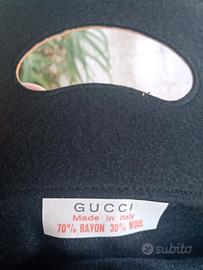 GUCCI
Made in Italy
70% RAYON 30% WOOL
subito